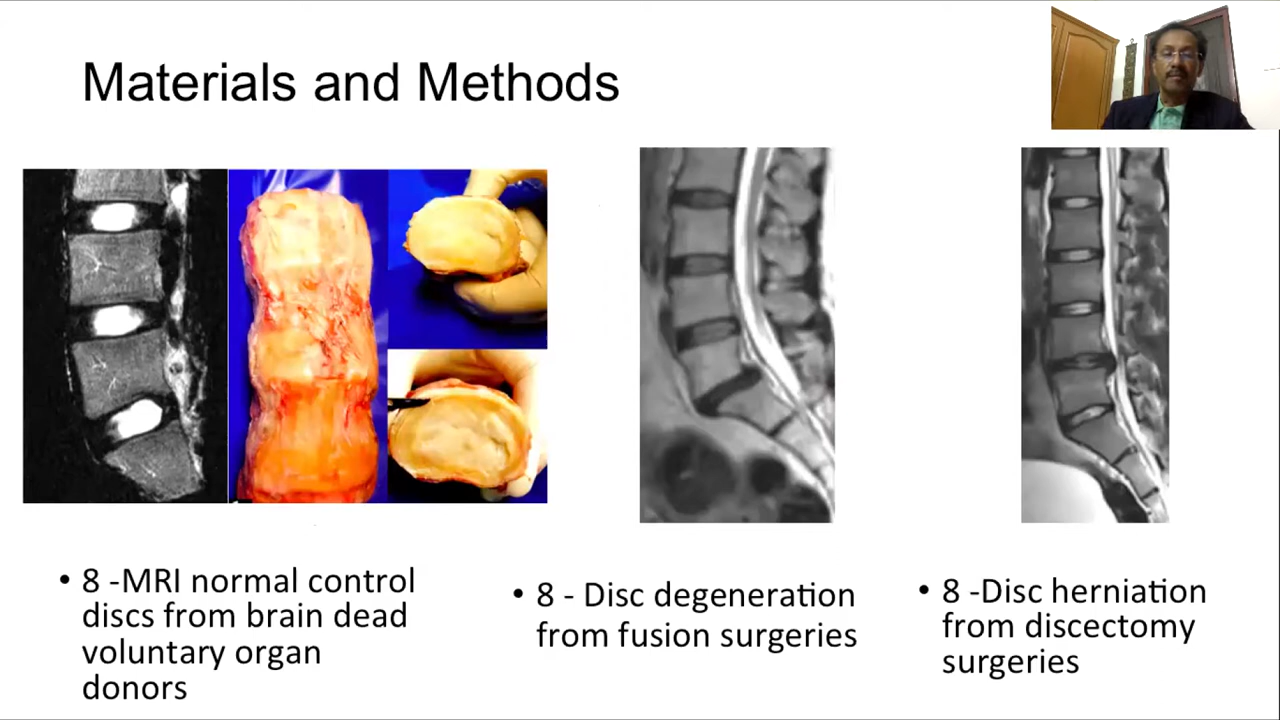 Materials and Methods
• 8 -MRI normal control
discs from brain dead
voluntary organ
donors
• 8 - Disc degeneration
from fusion surgeries
• 8 -Disc herniation
from discectomy
surgeries